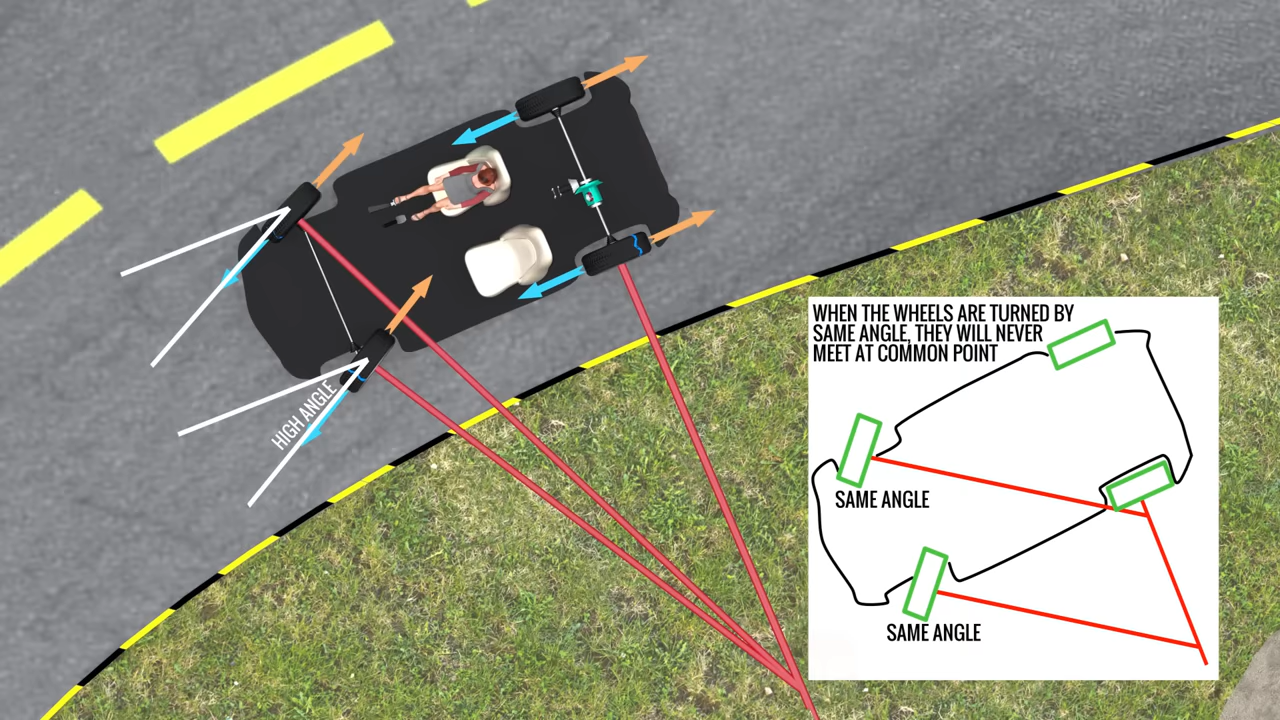 HIGH ANGLE
WHEN THE WHEELS ARE TURNED BY
SAME ANGLE, THEY WILL NEVER
MEET AT COMMON POINT
SAME ANGLE
SAME ANGLE